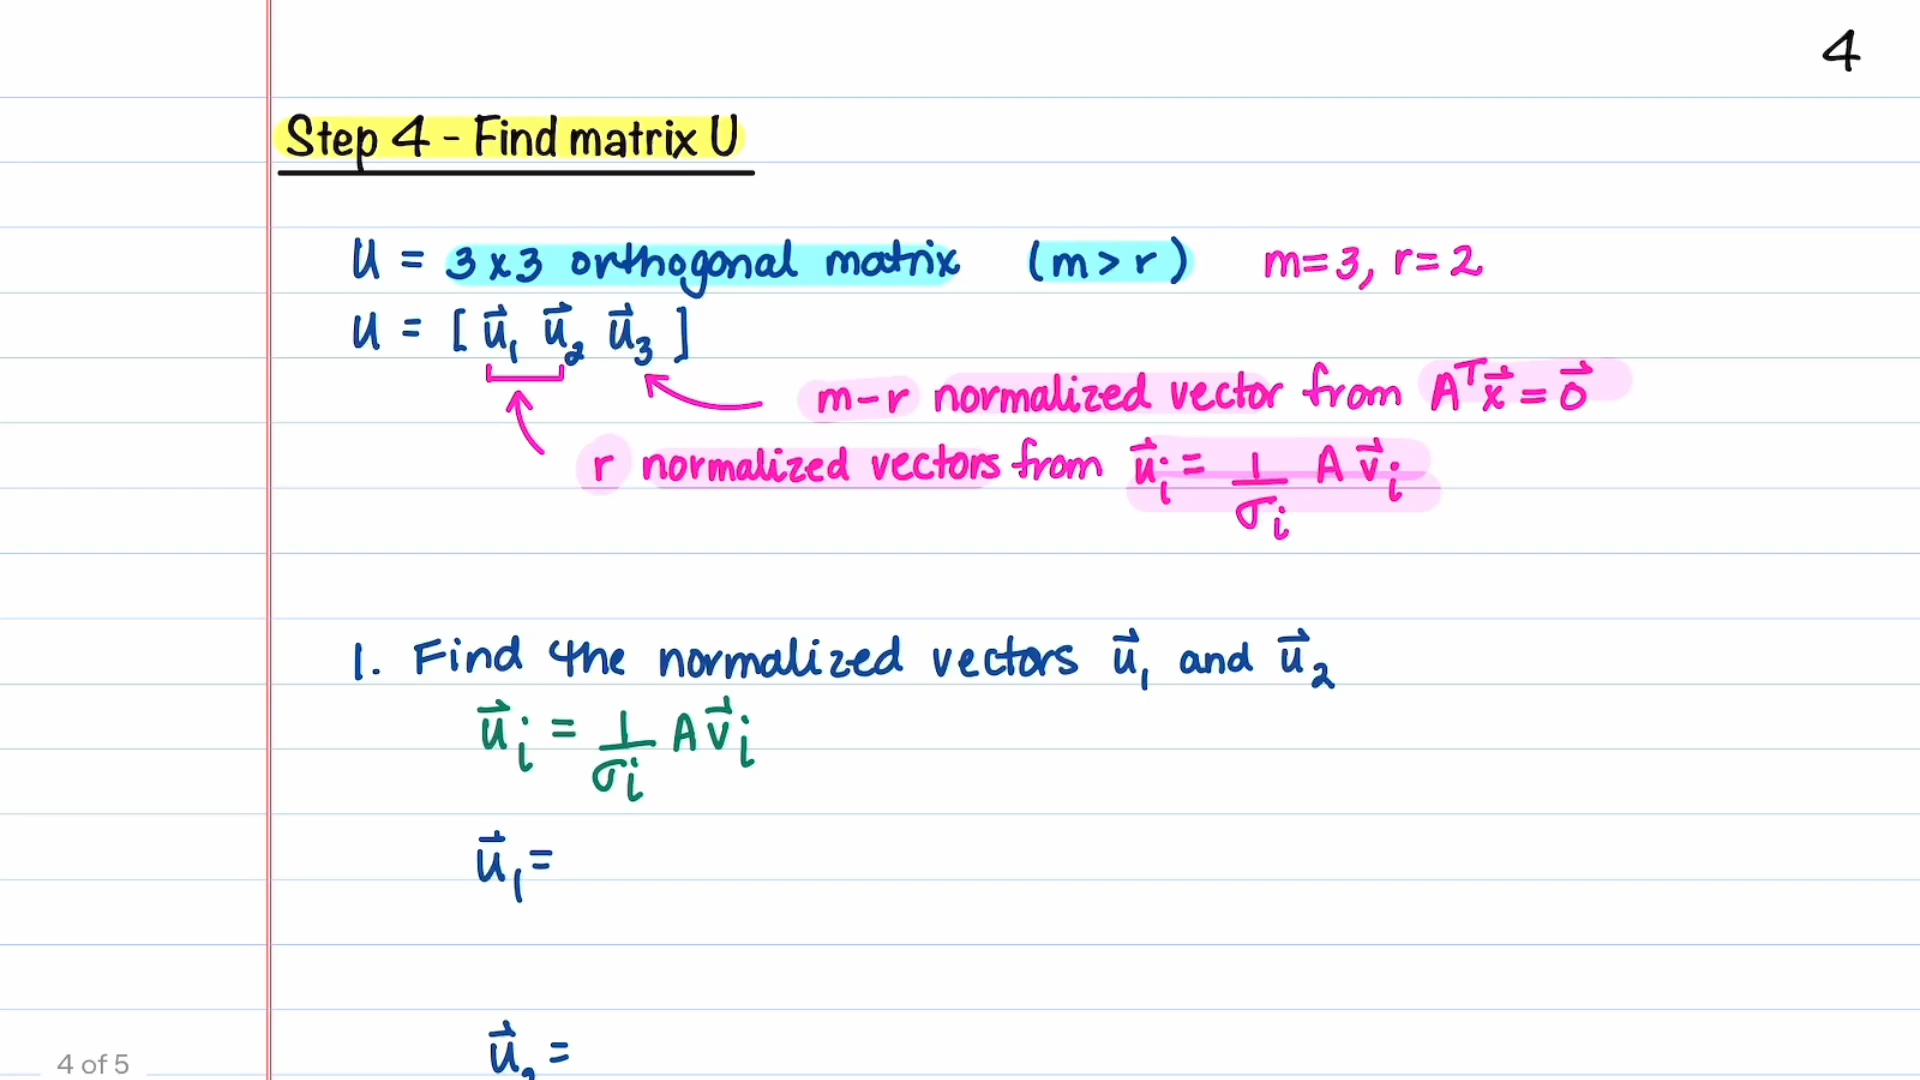 4
Step 4 - Find matrix U
U = 3x3 orthogonal matrix (m > r) m=3, r=2
U = [ u⃗₁ u⃗₂ u⃗₃ ]
m-r normalized vector from Aᵀx⃗ = 0⃗
r normalized vectors from u⃗ᵢ = 1/σᵢ A v⃗ᵢ
1. Find the normalized vectors u⃗₁ and u⃗₂
u⃗ᵢ = 1/σᵢ A v⃗ᵢ
u⃗₁ =
u⃗₂ =
4 of 5